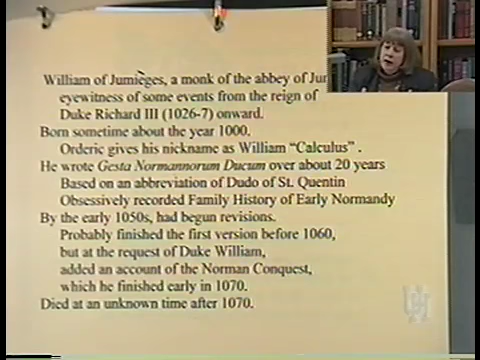 William of Jumièges, a monk of the abbey of
eyewitness of some events from the reign of
Duke Richard III (1026-7) onward.
Born sometime about the year 1000.
Orderic gives his nickname as William “Calculus” .
He wrote Gesta Normannorum Ducum over about 20 years
Based on an abbreviation of Dudo of St. Quentin
Obsessively recorded Family History of Early Normandy
By the early 1050s, had begun revisions.
Probably finished the first version before 1060,
but at the request of Duke William,
added an account of the Norman Conquest,
which he finished early in 1070.
Died at an unknown time after 1070.